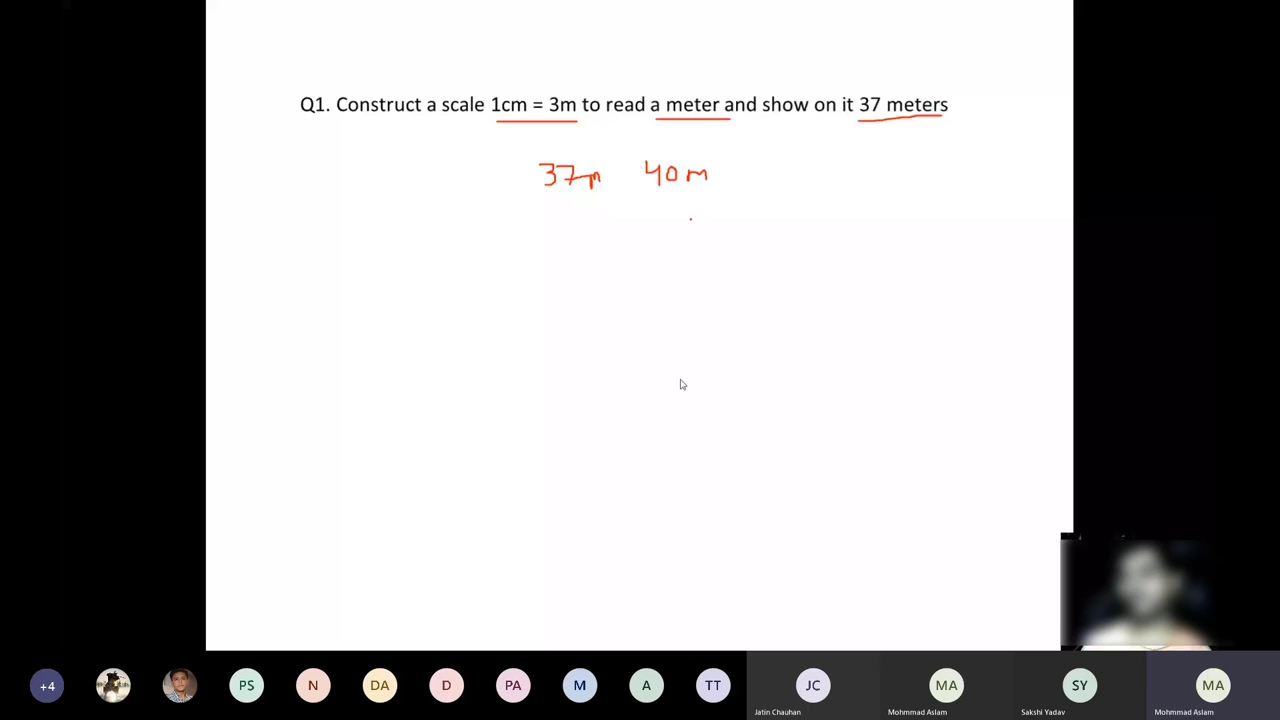 Q1. Construct a scale 1cm = 3m to read a meter and show on it 37 meters
37m 40m
+4 PS N DA D PA M A TT JC MA SY MA
Jatin Chauhan Mohmmad Aslam Sakshi Yadav Mohmmad Aslam